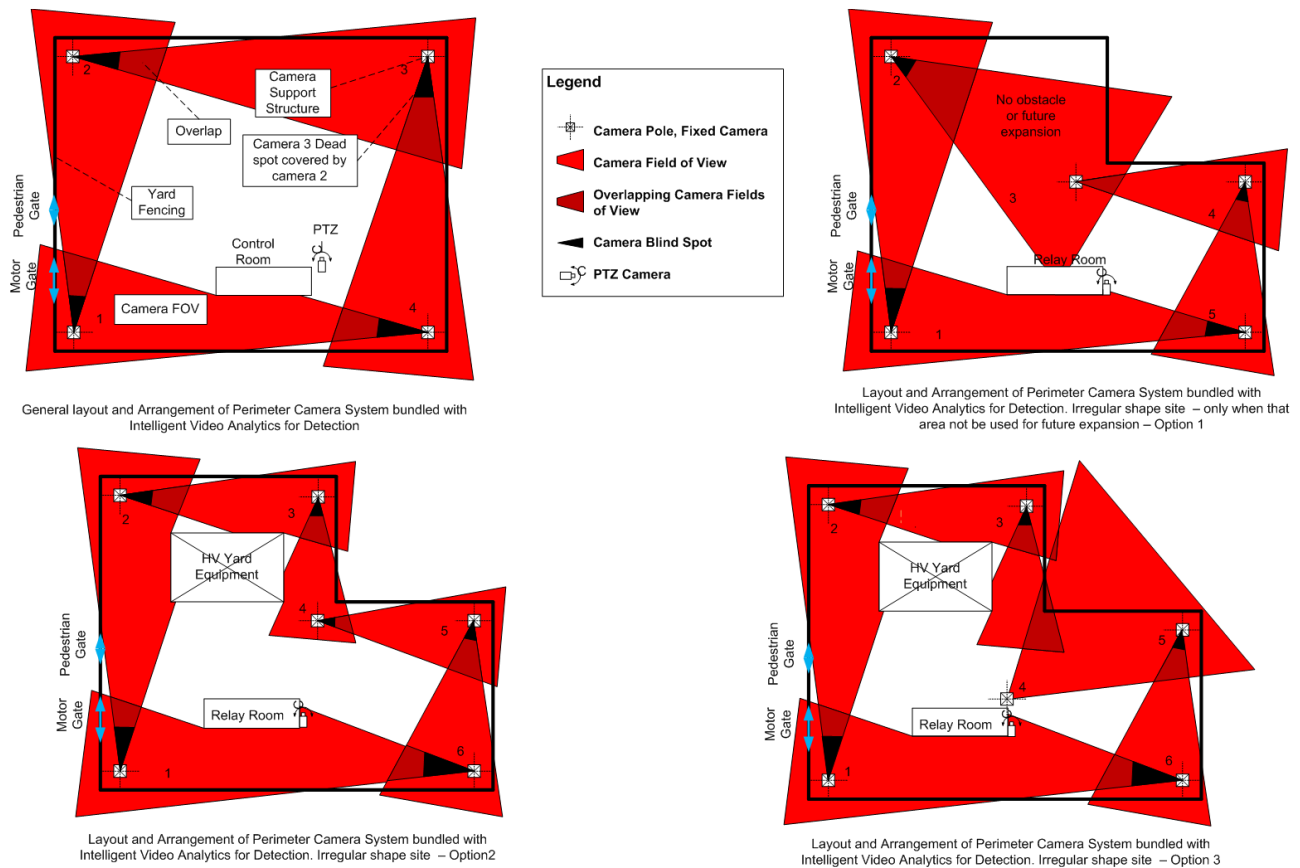 2
3
Camera
Support
Structure
Overlap
Camera 3 Dead
spot covered by
camera 2
Yard
Fencing
Pedestrian
Gate
Motor
Gate
Control
Room
PTZ
Camera FOV
1
4
General layout and Arrangement of Perimeter Camera System bundled with
Intelligent Video Analytics for Detection
Legend
Camera Pole, Fixed Camera
Camera Field of View
Overlapping Camera Fields
of View
Camera Blind Spot
PTZ Camera
2
No obstacle
or future
expansion
3
4
Pedestrian
Gate
Motor
Gate
Relay Room
1
5
Layout and Arrangement of Perimeter Camera System bundled with
Intelligent Video Analytics for Detection. Irregular shape site – only when that
area not be used for future expansion – Option 1
2
3
HV Yard
Equipment
4
5
Pedestrian
Gate
Motor
Gate
Relay Room
1
6
Layout and Arrangement of Perimeter Camera System bundled with
Intelligent Video Analytics for Detection. Irregular shape site – Option2
2
3
HV Yard
Equipment
5
Pedestrian
Gate
4
Motor
Gate
Relay Room
1
6
Layout and Arrangement of Perimeter Camera System bundled with
Intelligent Video Analytics for Detection. Irregular shape site – Option 3